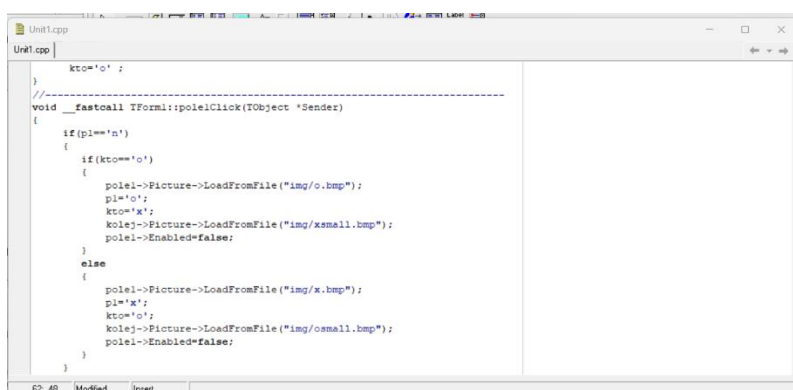 Unit1.cpp
Unit1.cpp
kto='o' ;
}
//---------------------------------------------------------------------------
void __fastcall TForm1::pole1Click(TObject *Sender)
{
if(p1=='n')
{
if(kto=='o')
{
pole1->Picture->LoadFromFile("img/o.bmp");
p1='o';
kto='x';
kolej->Picture->LoadFromFile("img/xsmall.bmp");
pole1->Enabled=false;
}
else
{
pole1->Picture->LoadFromFile("img/x.bmp");
p1='x';
kto='o';
kolej->Picture->LoadFromFile("img/osmall.bmp");
pole1->Enabled=false;
}
}
62: 48 Modified Insert